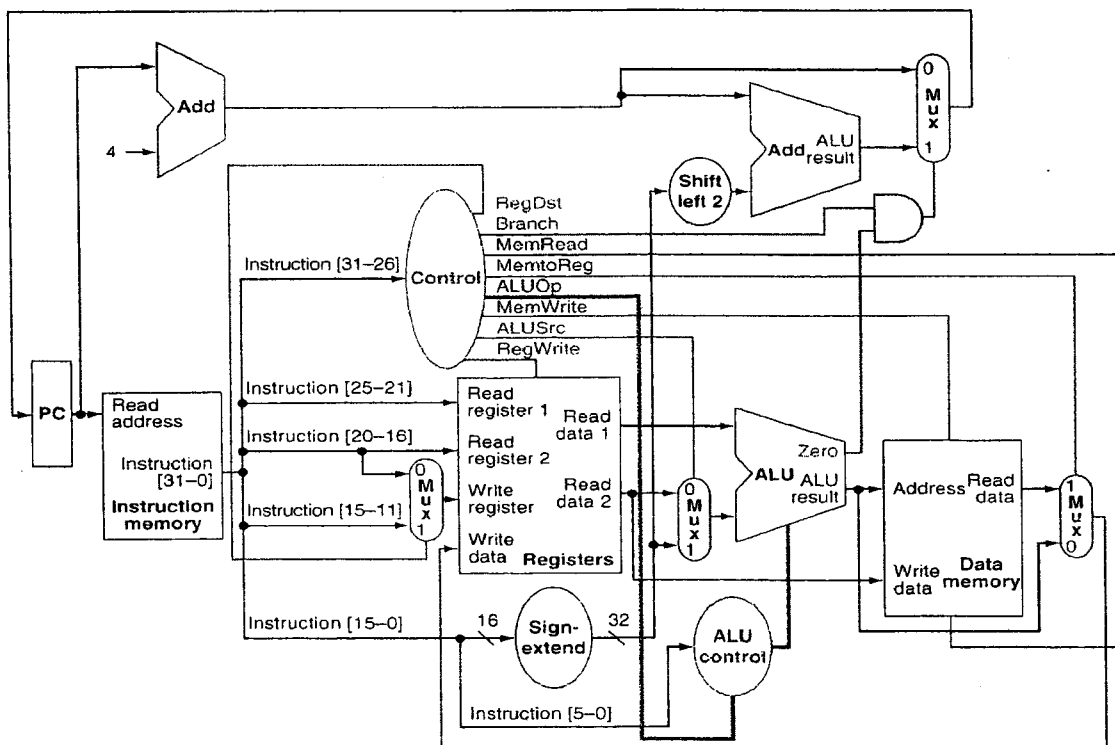 Add
4
0
Mux
1
Add ALU
result
Shift
left 2
RegDst
Branch
MemRead
MemtoReg
ALUOp
MemWrite
ALUSrc
RegWrite
Instruction [31–26]
Control
PC
Read
address
Instruction
[31–0]
Instruction
memory
Instruction [25–21]
Instruction [20–16]
Instruction [15–11]
0
Mux
1
Read
register 1
Read
register 2
Write
register
Write
data
Read
data 1
Read
data 2
Registers
0
Mux
1
Zero
ALU
ALU
result
Address
Read
data
Write
data
Data
memory
1
Mux
0
Instruction [15–0]
16
Sign-
extend
32
ALU
control
Instruction [5–0]